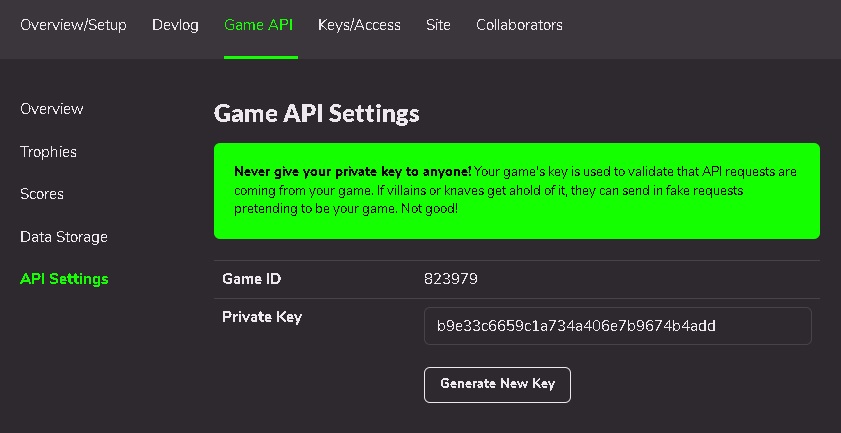 Overview/Setup Devlog Game API Keys/Access Site Collaborators
Overview
Trophies
Scores
Data Storage
API Settings
Game API Settings
Never give your private key to anyone! Your game's key is used to validate that API requests are
coming from your game. If villains or knaves get ahold of it, they can send in fake requests
pretending to be your game. Not good!
Game ID 823979
Private Key b9e33c6659c1a734a406e7b9674b4add
Generate New Key